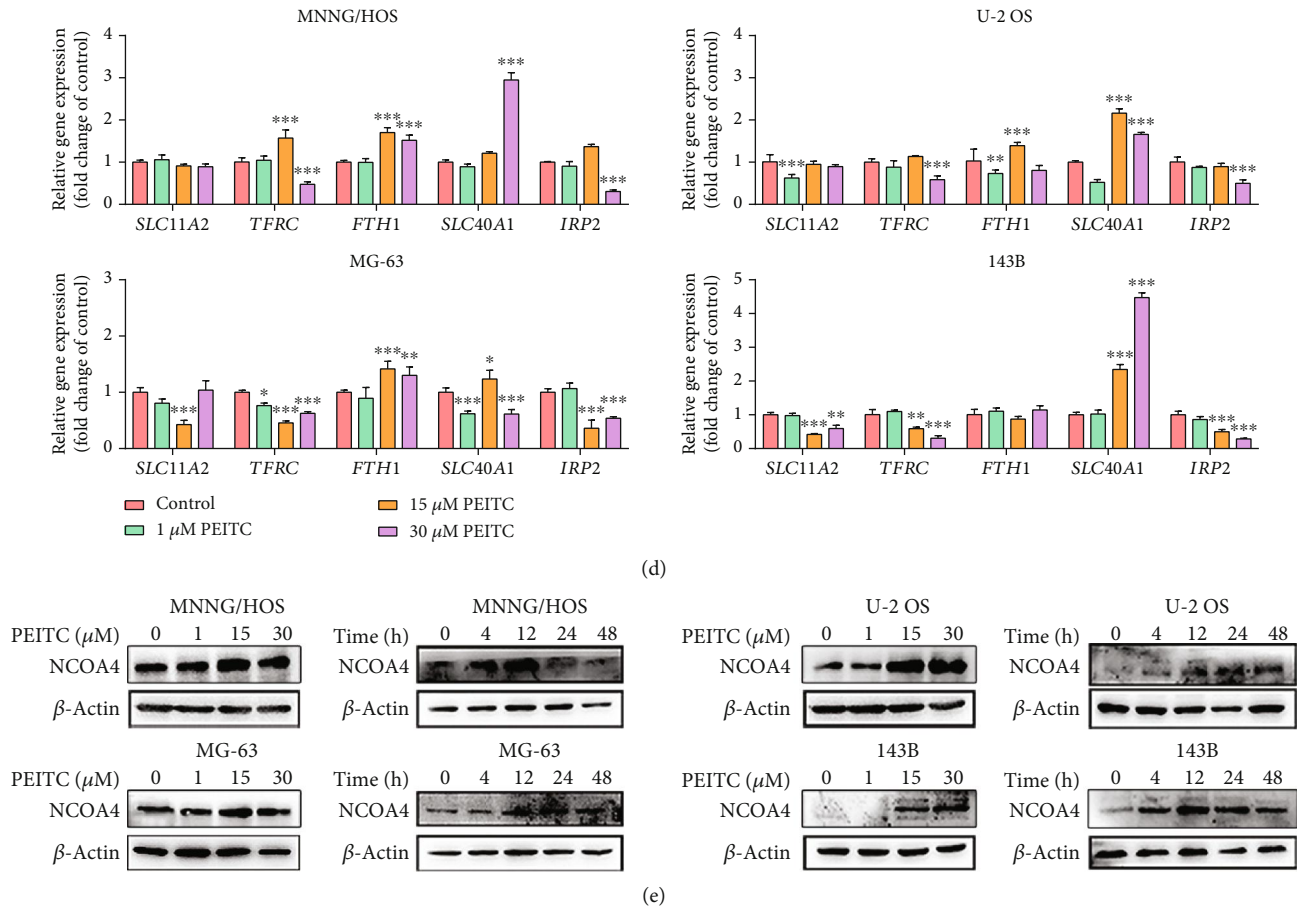 MNNG/HOS
Relative gene expression
(fold change of control)
4
3
2
1
0
***
***
***
***
***
***
SLC11A2 TFRC FTH1 SLC40A1 IRP2
U-2 OS
Relative gene expression
(fold change of control)
4
3
2
1
0
***
***
**
***
***
***
***
SLC11A2 TFRC FTH1 SLC40A1 IRP2
MG-63
Relative gene expression
(fold change of control)
3
2
1
0
***
*
***
***
***
**
***
*
***
***
***
SLC11A2 TFRC FTH1 SLC40A1 IRP2
143B
Relative gene expression
(fold change of control)
5
4
3
2
1
0
***
**
**
***
***
***
***
***
SLC11A2 TFRC FTH1 SLC40A1 IRP2
Control
1 μM PEITC
15 μM PEITC
30 μM PEITC
(d)
MNNG/HOS
PEITC (μM) 0 1 15 30
NCOA4
β-Actin
MNNG/HOS
Time (h) 0 4 12 24 48
NCOA4
β-Actin
U-2 OS
PEITC (μM) 0 1 15 30
NCOA4
β-Actin
U-2 OS
Time (h) 0 4 12 24 48
NCOA4
β-Actin
MG-63
PEITC (μM) 0 1 15 30
NCOA4
β-Actin
MG-63
Time (h) 0 4 12 24 48
NCOA4
β-Actin
143B
PEITC (μM) 0 1 15 30
NCOA4
β-Actin
143B
Time (h) 0 4 12 24 48
NCOA4
β-Actin
(e)